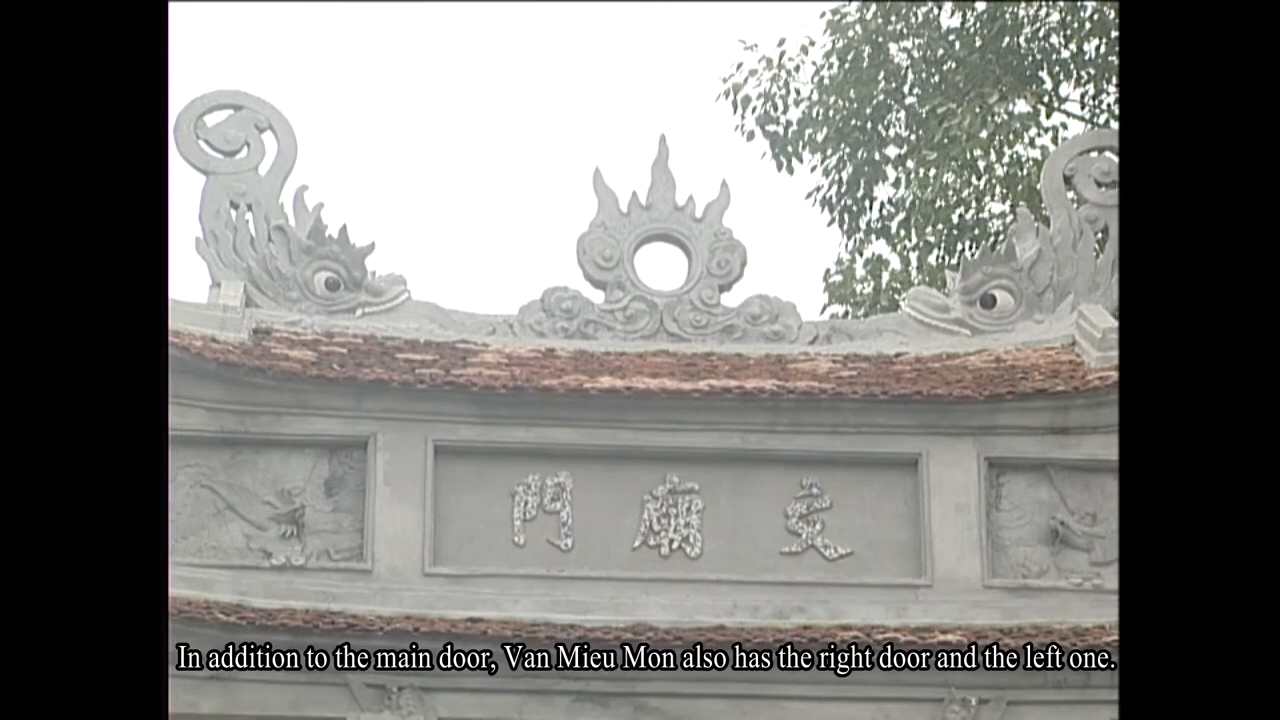 文廟門
In addition to the main door, Van Mieu Mon also has the right door and the left one.